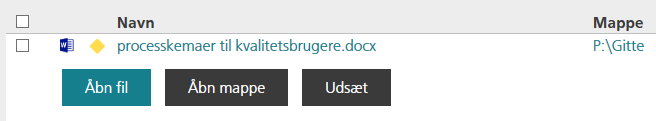 Navn Mappe
processkemaer til kvalitetsbrugere.docx P:\Gitte
Åbn fil Åbn mappe Udsæt